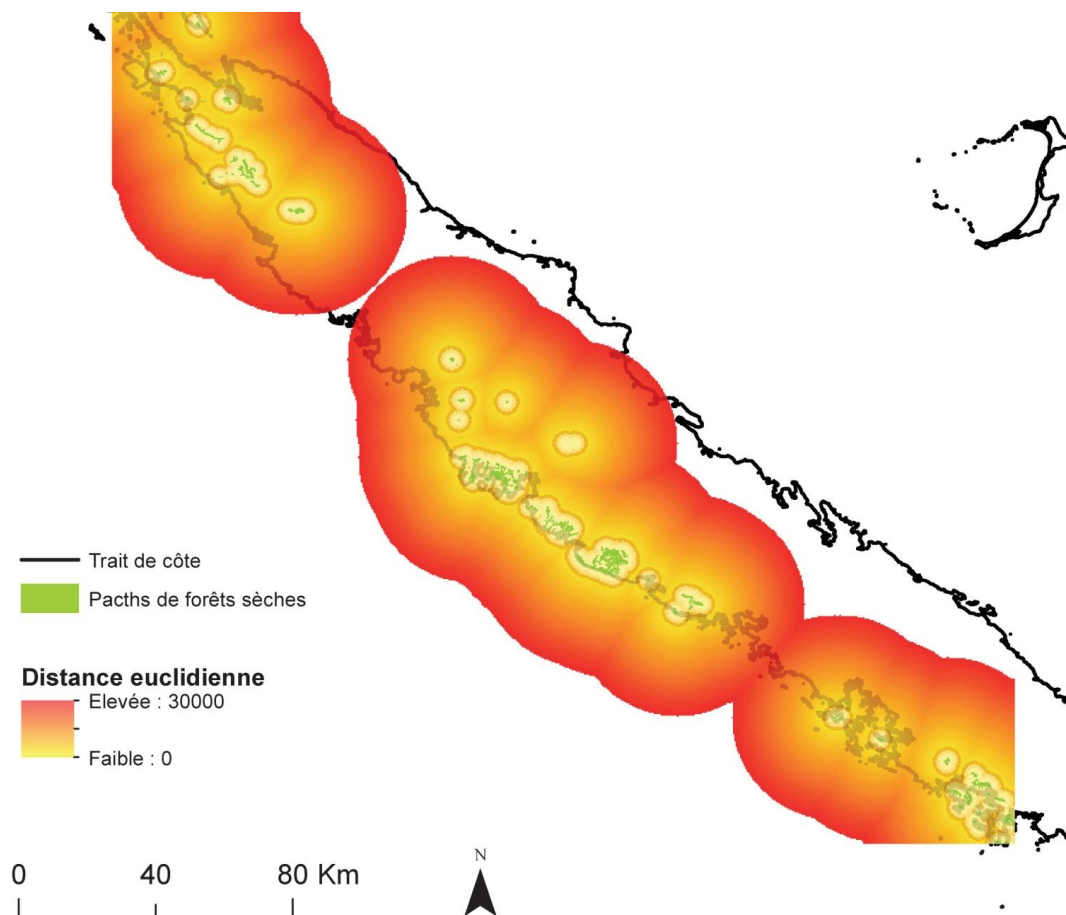 Trait de côte
Pacths de forêts sèches
Distance euclidienne
Elevée : 30000
Faible : 0
0 40 80 Km
N